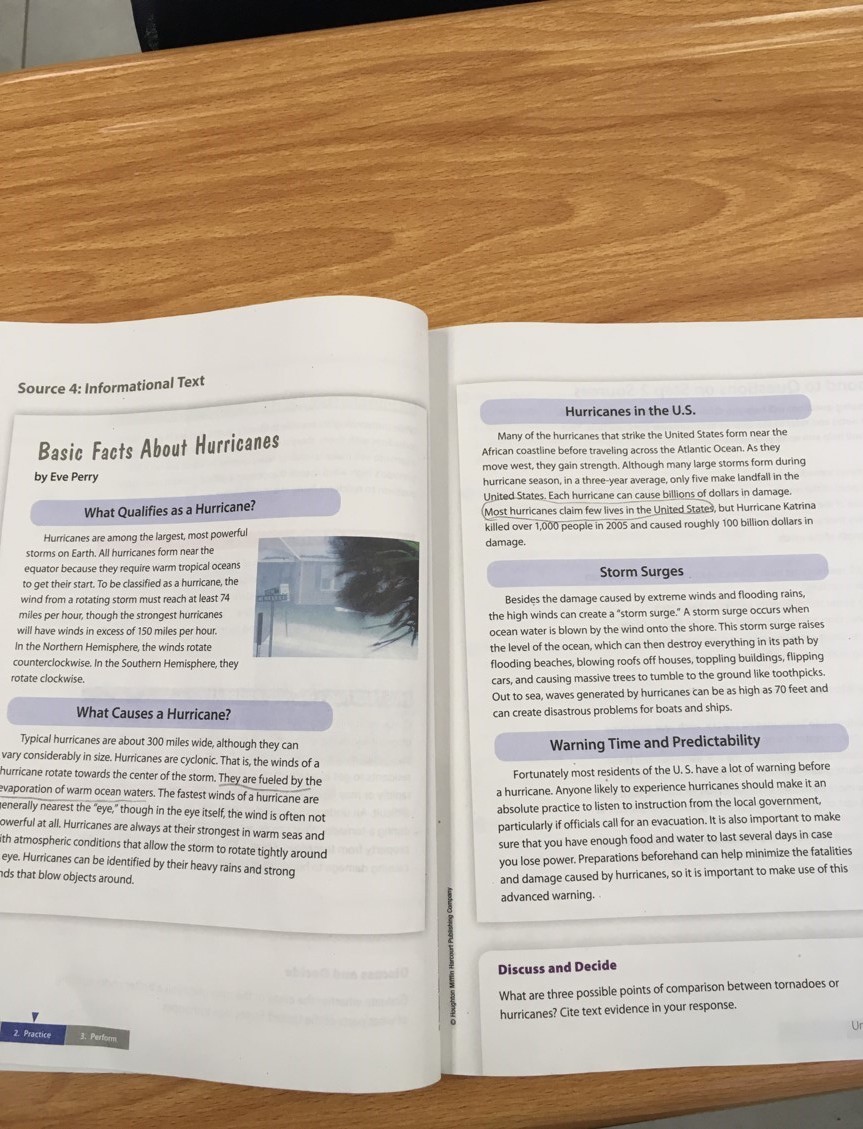 Source 4: Informational Text
Basic Facts About Hurricanes
by Eve Perry
What Qualifies as a Hurricane?
Hurricanes are among the largest, most powerful
storms on Earth. All hurricanes form near the
equator because they require warm tropical oceans
to get their start. To be classified as a hurricane, the
wind from a rotating storm must reach at least 74
miles per hour, though the strongest hurricanes
will have winds in excess of 150 miles per hour.
In the Northern Hemisphere, the winds rotate
counterclockwise. In the Southern Hemisphere, they
rotate clockwise.
What Causes a Hurricane?
Typical hurricanes are about 300 miles wide, although they can
vary considerably in size. Hurricanes are cyclonic. That is, the winds of a
hurricane rotate towards the center of the storm. They are fueled by the
evaporation of warm ocean waters. The fastest winds of a hurricane are
generally nearest the "eye," though in the eye itself, the wind is often not
owerful at all. Hurricanes are always at their strongest in warm seas and
ith atmospheric conditions that allow the storm to rotate tightly around
eye. Hurricanes can be identified by their heavy rains and strong
nds that blow objects around.
2. Practice
3. Perform
© Houghton Mifflin Harcourt Publishing Company
Hurricanes in the U.S.
Many of the hurricanes that strike the United States form near the
African coastline before traveling across the Atlantic Ocean. As they
move west, they gain strength. Although many large storms form during
hurricane season, in a three-year average, only five make landfall in the
United States. Each hurricane can cause billions of dollars in damage.
Most hurricanes claim few lives in the United States, but Hurricane Katrina
killed over 1,000 people in 2005 and caused roughly 100 billion dollars in
damage.
Storm Surges
Besides the damage caused by extreme winds and flooding rains,
the high winds can create a "storm surge." A storm surge occurs when
ocean water is blown by the wind onto the shore. This storm surge raises
the level of the ocean, which can then destroy everything in its path by
flooding beaches, blowing roofs off houses, toppling buildings, flipping
cars, and causing massive trees to tumble to the ground like toothpicks.
Out to sea, waves generated by hurricanes can be as high as 70 feet and
can create disastrous problems for boats and ships.
Warning Time and Predictability
Fortunately most residents of the U. S. have a lot of warning before
a hurricane. Anyone likely to experience hurricanes should make it an
absolute practice to listen to instruction from the local government,
particularly if officials call for an evacuation. It is also important to make
sure that you have enough food and water to last several days in case
you lose power. Preparations beforehand can help minimize the fatalities
and damage caused by hurricanes, so it is important to make use of this
advanced warning.
Discuss and Decide
What are three possible points of comparison between tornadoes or
hurricanes? Cite text evidence in your response.
Un